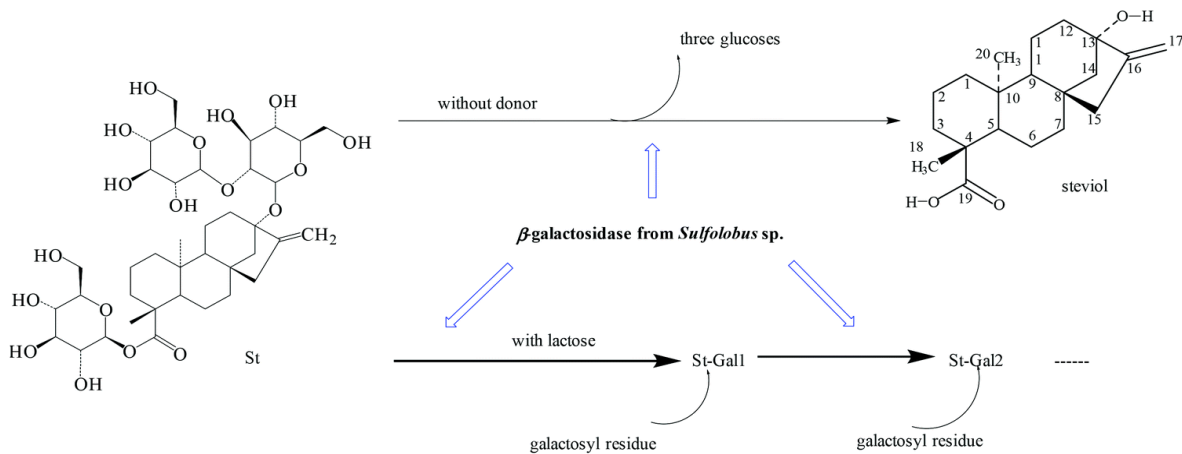 three glucoses
without donor
HO
O
HO
HO
OH
HO
OH
O
OH
O
O
CH2
HO
O
HO
HO
OH
O
O
St
O-H
12
13
17
1
20
CH3
14
16
1
1
9
2
10
8
15
3
5
7
4
6
18
H3C
19
H-O
O
steviol
β-galactosidase from Sulfolobus sp.
with lactose
St-Gal1
St-Gal2
------
galactosyl residue
galactosyl residue